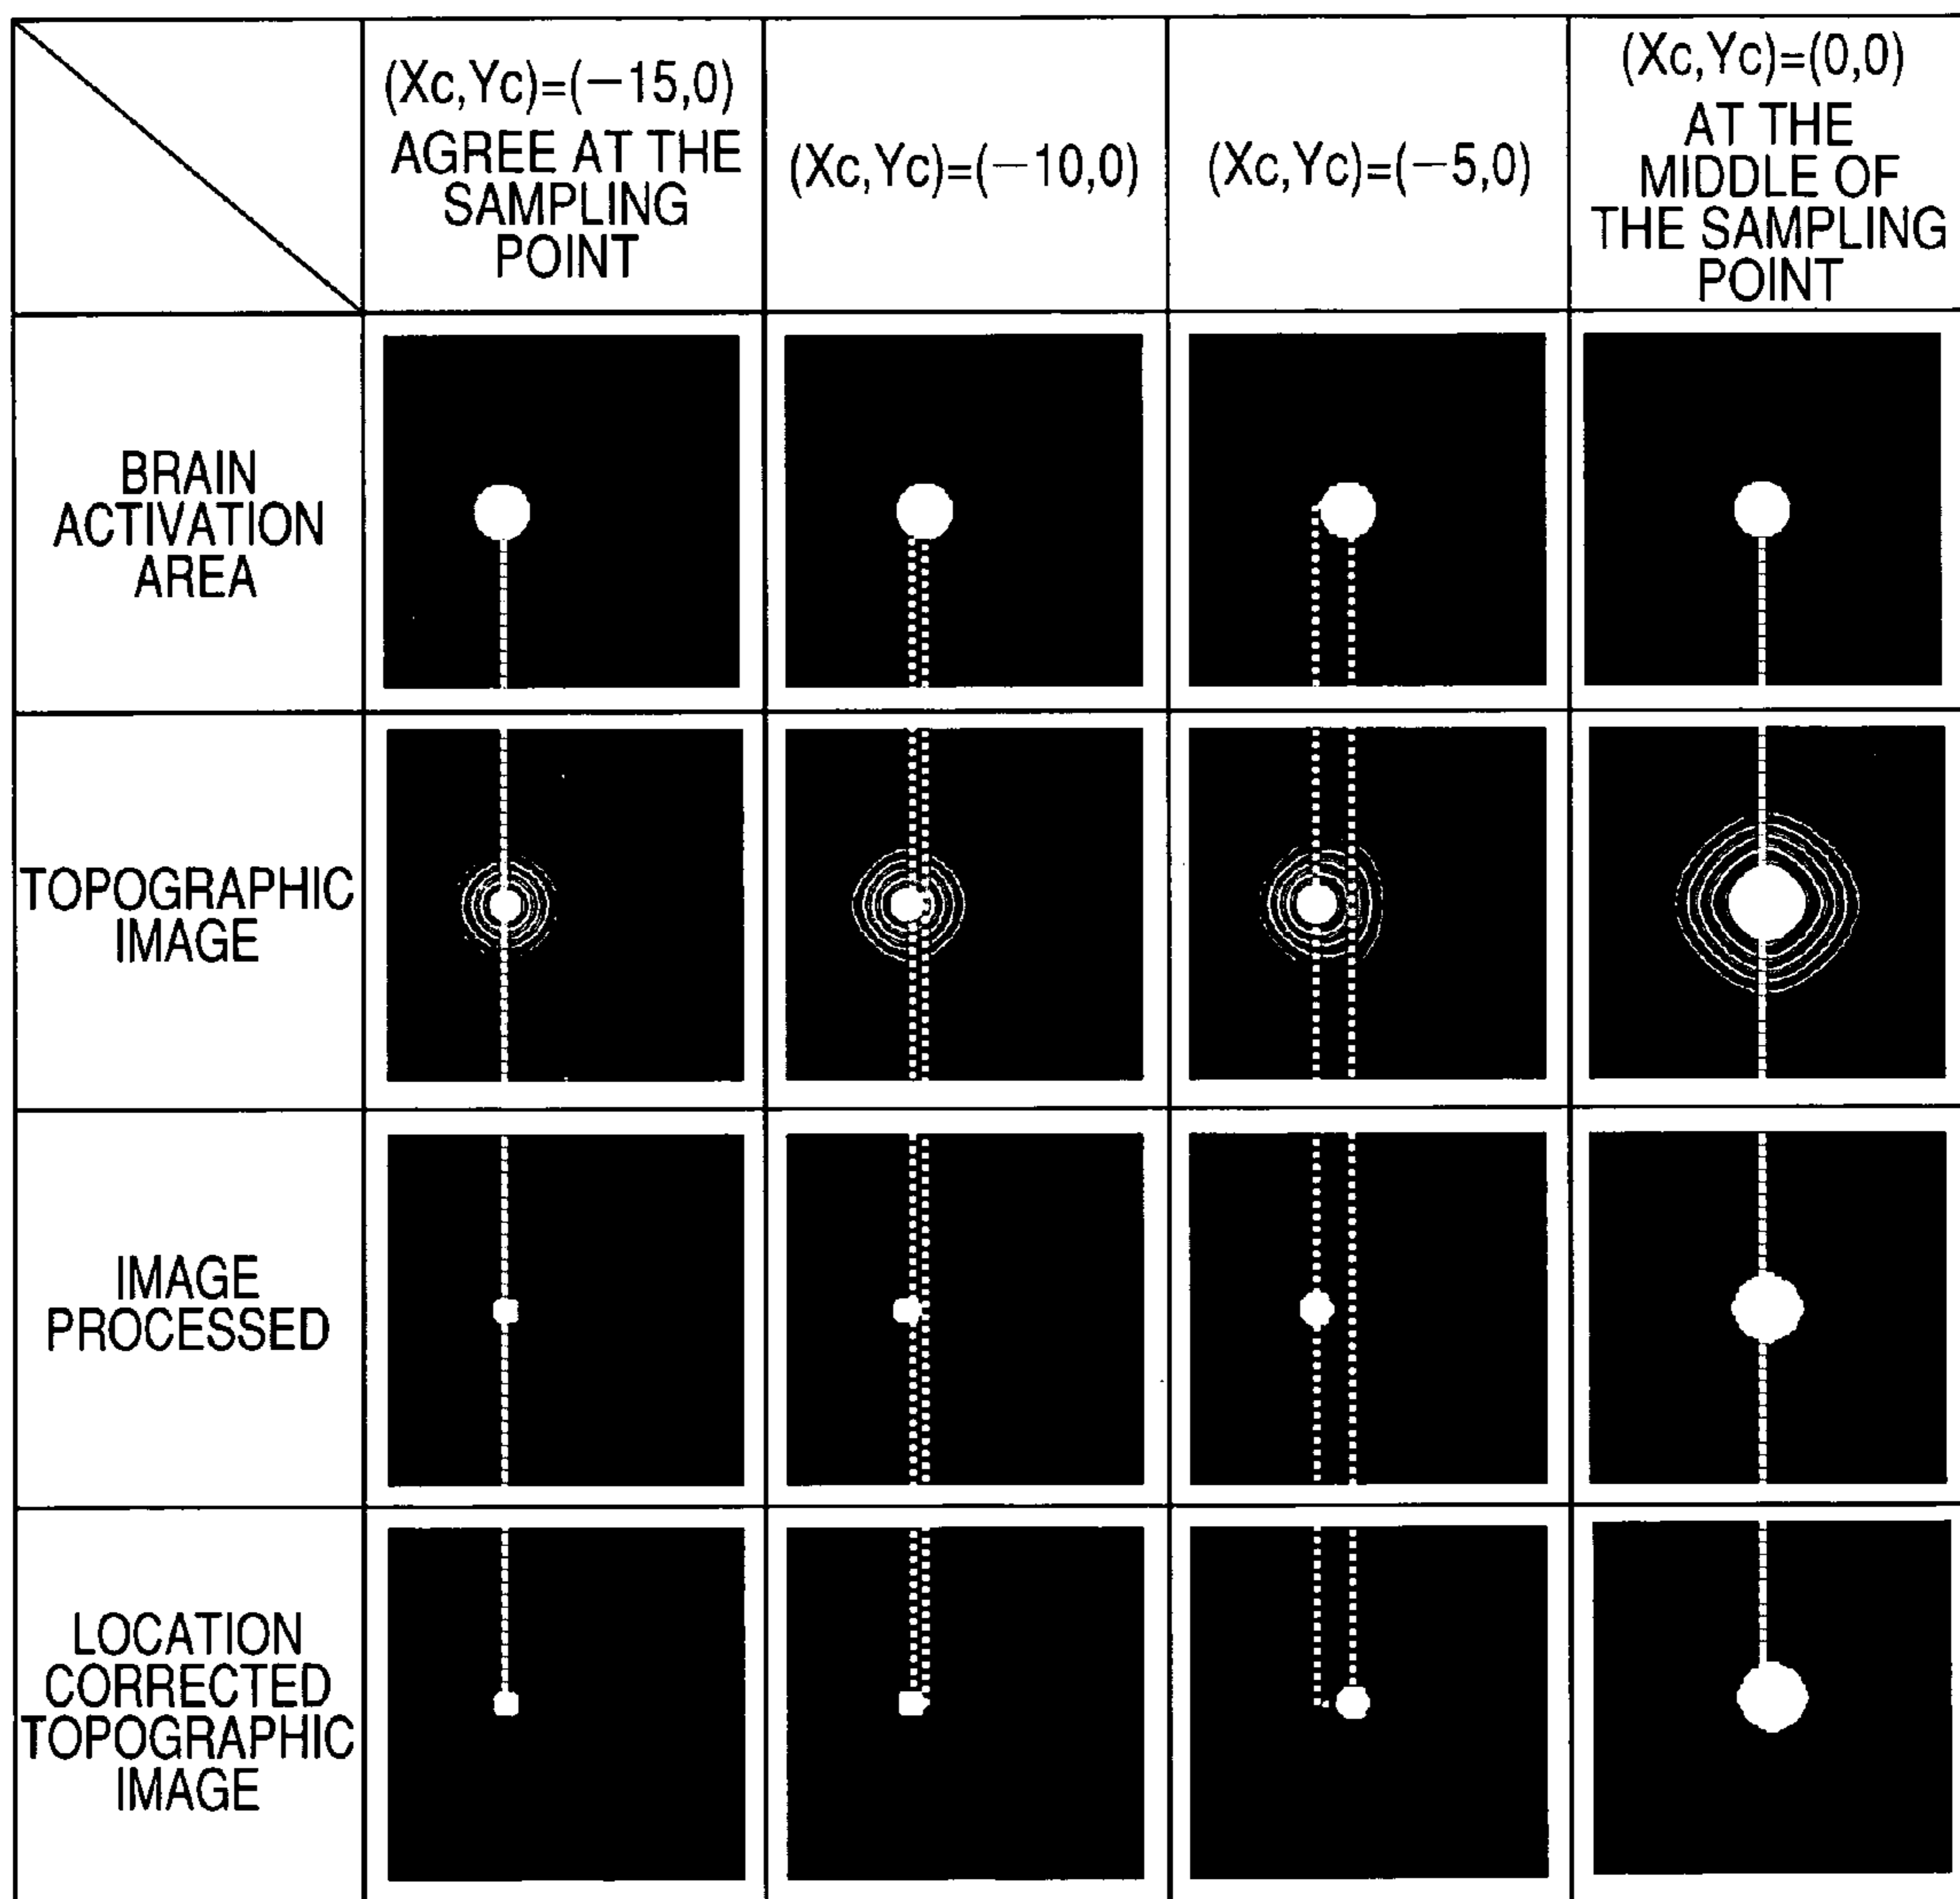 (Xc,Yc)=(−15,0)
AGREE AT THE
SAMPLING
POINT
(Xc,Yc)=(−10,0)
(Xc,Yc)=(−5,0)
(Xc,Yc)=(0,0)
AT THE
MIDDLE OF
THE SAMPLING
POINT
BRAIN
ACTIVATION
AREA
TOPOGRAPHIC
IMAGE
IMAGE
PROCESSED
LOCATION
CORRECTED
TOPOGRAPHIC
IMAGE